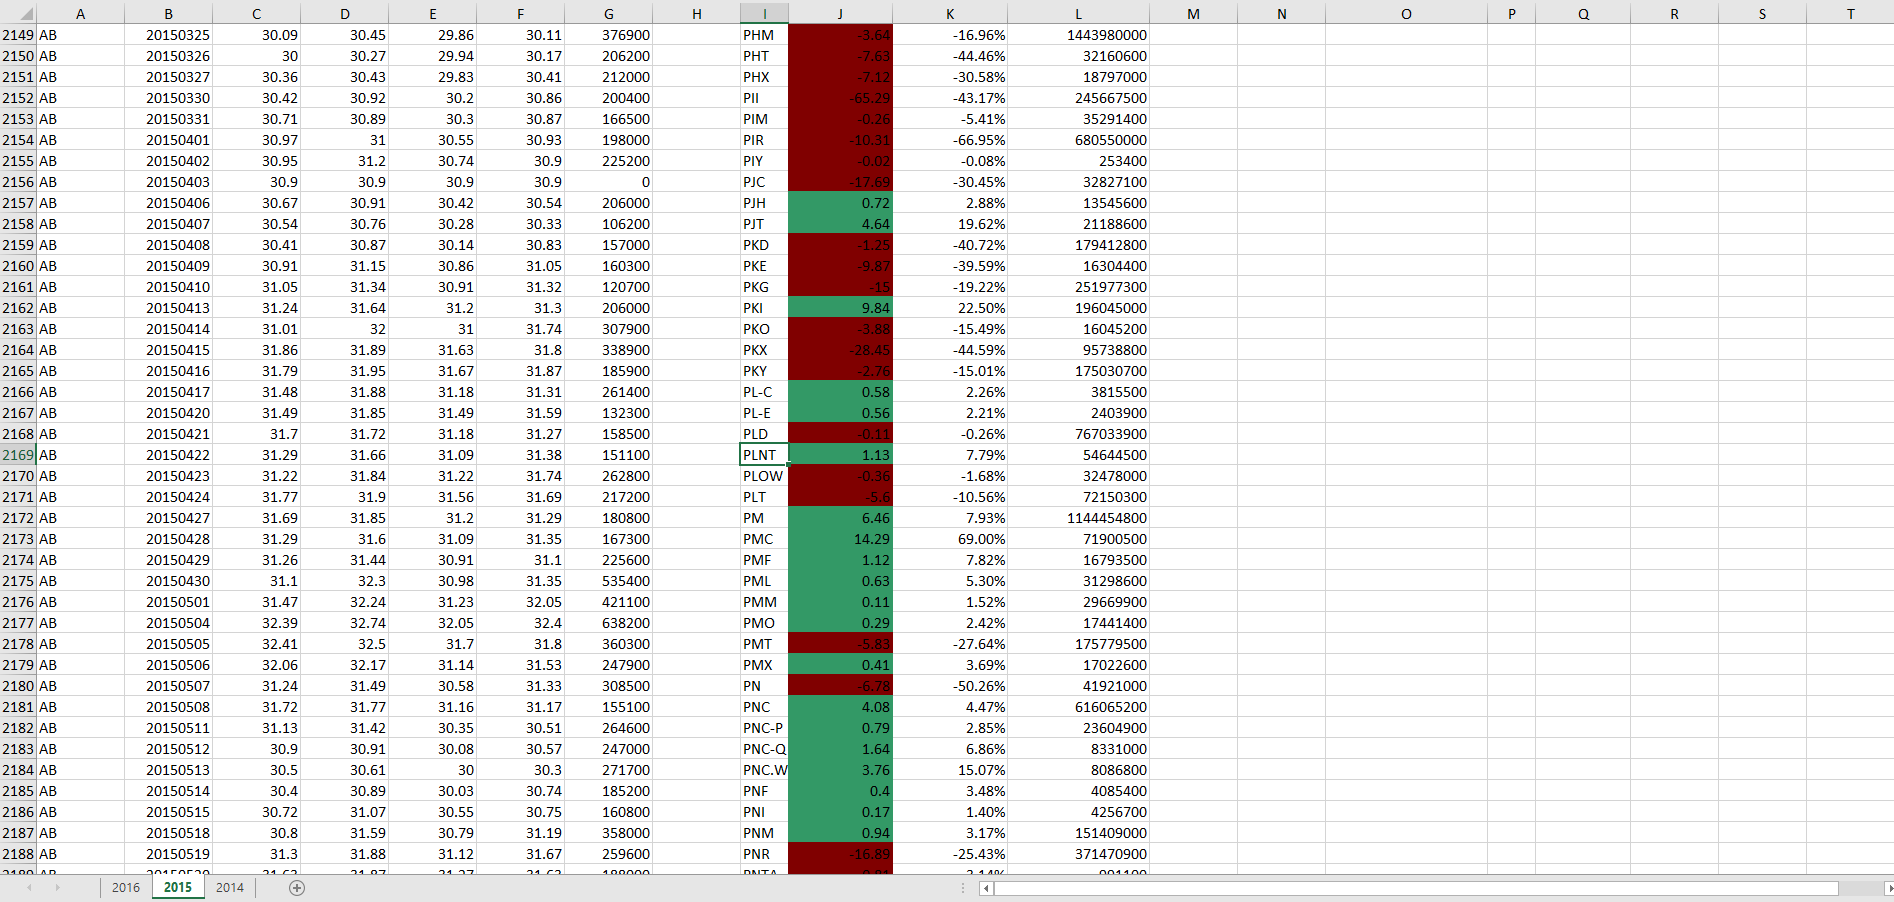 A B C D E F G H I J K L M N O P Q R S T
2149 AB 20150325 30.09 30.45 29.86 30.11 376900 PHM -3.64 -16.96% 1443980000
2150 AB 20150326 30 30.27 29.94 30.17 206200 PHT -7.63 -44.46% 32160600
2151 AB 20150327 30.36 30.43 29.83 30.41 212000 PHX -7.12 -30.58% 18797000
2152 AB 20150330 30.42 30.92 30.2 30.86 200400 PII -65.29 -43.17% 245667500
2153 AB 20150331 30.71 30.89 30.3 30.87 166500 PIM -0.26 -5.41% 35291400
2154 AB 20150401 30.97 31 30.55 30.93 198000 PIR -10.31 -66.95% 680550000
2155 AB 20150402 30.95 31.2 30.74 30.9 225200 PIY -0.02 -0.08% 253400
2156 AB 20150403 30.9 30.9 30.9 30.9 0 PJC -17.69 -30.45% 32827100
2157 AB 20150406 30.67 30.91 30.42 30.54 206000 PJH 0.72 2.88% 13545600
2158 AB 20150407 30.54 30.76 30.28 30.33 106200 PJT 4.64 19.62% 21188600
2159 AB 20150408 30.41 30.87 30.14 30.83 157000 PKD -1.25 -40.72% 179412800
2160 AB 20150409 30.91 31.15 30.86 31.05 160300 PKE -9.87 -39.59% 16304400
2161 AB 20150410 31.05 31.34 30.91 31.32 120700 PKG -15 -19.22% 251977300
2162 AB 20150413 31.24 31.64 31.2 31.3 206000 PKI 9.84 22.50% 196045000
2163 AB 20150414 31.01 32 31 31.74 307900 PKO -3.88 -15.49% 16045200
2164 AB 20150415 31.86 31.89 31.63 31.8 338900 PKX -28.45 -44.59% 95738800
2165 AB 20150416 31.79 31.95 31.67 31.87 185900 PKY -2.76 -15.01% 175030700
2166 AB 20150417 31.48 31.88 31.18 31.31 261400 PL-C 0.58 2.26% 3815500
2167 AB 20150420 31.49 31.85 31.49 31.59 132300 PL-E 0.56 2.21% 2403900
2168 AB 20150421 31.7 31.72 31.18 31.27 158500 PLD -0.11 -0.26% 767033900
2169 AB 20150422 31.29 31.66 31.09 31.38 151100 PLNT 1.13 7.79% 54644500
2170 AB 20150423 31.22 31.84 31.22 31.74 262800 PLOW -0.36 -1.68% 32478000
2171 AB 20150424 31.77 31.9 31.56 31.69 217200 PLT -5.6 -10.56% 72150300
2172 AB 20150427 31.69 31.85 31.2 31.29 180800 PM 6.46 7.93% 1144454800
2173 AB 20150428 31.29 31.6 31.09 31.35 167300 PMC 14.29 69.00% 71900500
2174 AB 20150429 31.26 31.44 30.91 31.1 225600 PMF 1.12 7.82% 16793500
2175 AB 20150430 31.1 32.3 30.98 31.35 535400 PML 0.63 5.30% 31298600
2176 AB 20150501 31.47 32.24 31.23 32.05 421100 PMM 0.11 1.52% 29669900
2177 AB 20150504 32.39 32.74 32.05 32.4 638200 PMO 0.29 2.42% 17441400
2178 AB 20150505 32.41 32.5 31.7 31.8 360300 PMT -5.83 -27.64% 175779500
2179 AB 20150506 32.06 32.17 31.14 31.53 247900 PMX 0.41 3.69% 17022600
2180 AB 20150507 31.24 31.49 30.58 31.33 308500 PN -6.78 -50.26% 41921000
2181 AB 20150508 31.72 31.77 31.16 31.17 155100 PNC 4.08 4.47% 616065200
2182 AB 20150511 31.13 31.42 30.35 30.51 264600 PNC-P 0.79 2.85% 23604900
2183 AB 20150512 30.9 30.91 30.08 30.57 247000 PNC-Q 1.64 6.86% 8331000
2184 AB 20150513 30.5 30.61 30 30.3 271700 PNC.W 3.76 15.07% 8086800
2185 AB 20150514 30.4 30.89 30.03 30.74 185200 PNF 0.4 3.48% 4085400
2186 AB 20150515 30.72 31.07 30.55 30.75 160800 PNI 0.17 1.40% 4256700
2187 AB 20150518 30.8 31.59 30.79 31.19 358000 PNM 0.94 3.17% 151409000
2188 AB 20150519 31.3 31.88 31.12 31.67 259600 PNR -16.89 -25.43% 371470900
2016 2015 2014